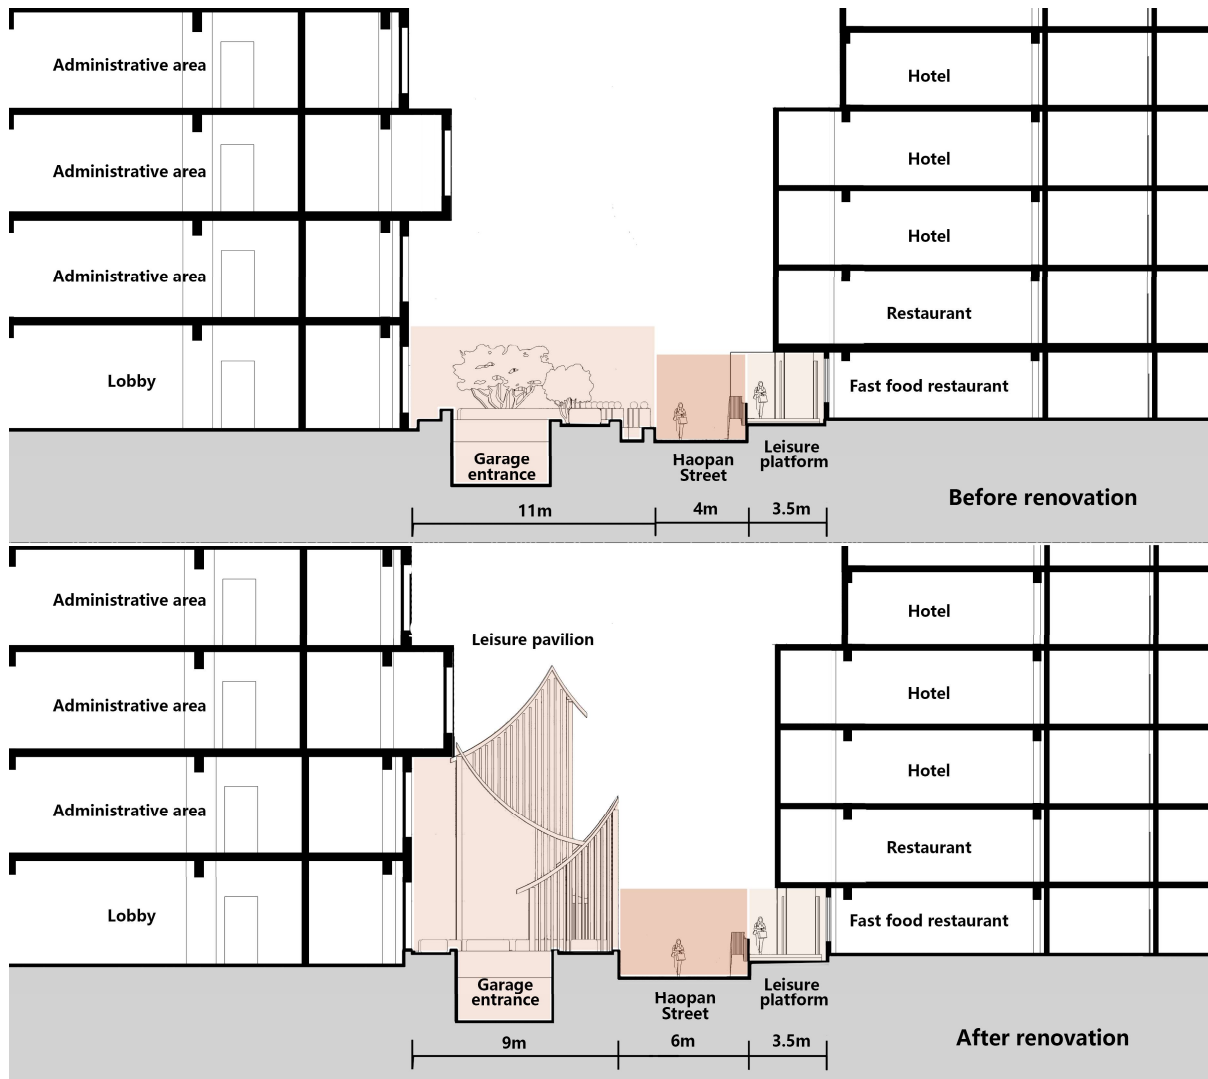 Administrative area
Hotel
Administrative area
Hotel
Administrative area
Hotel
Restaurant
Lobby
Fast food restaurant
Garage
entrance
Haopan
Street
Leisure
platform
Before renovation
11m
4m
3.5m
Administrative area
Hotel
Leisure pavilion
Administrative area
Hotel
Administrative area
Hotel
Restaurant
Lobby
Fast food restaurant
Garage
entrance
Haopan
Street
Leisure
platform
After renovation
9m
6m
3.5m